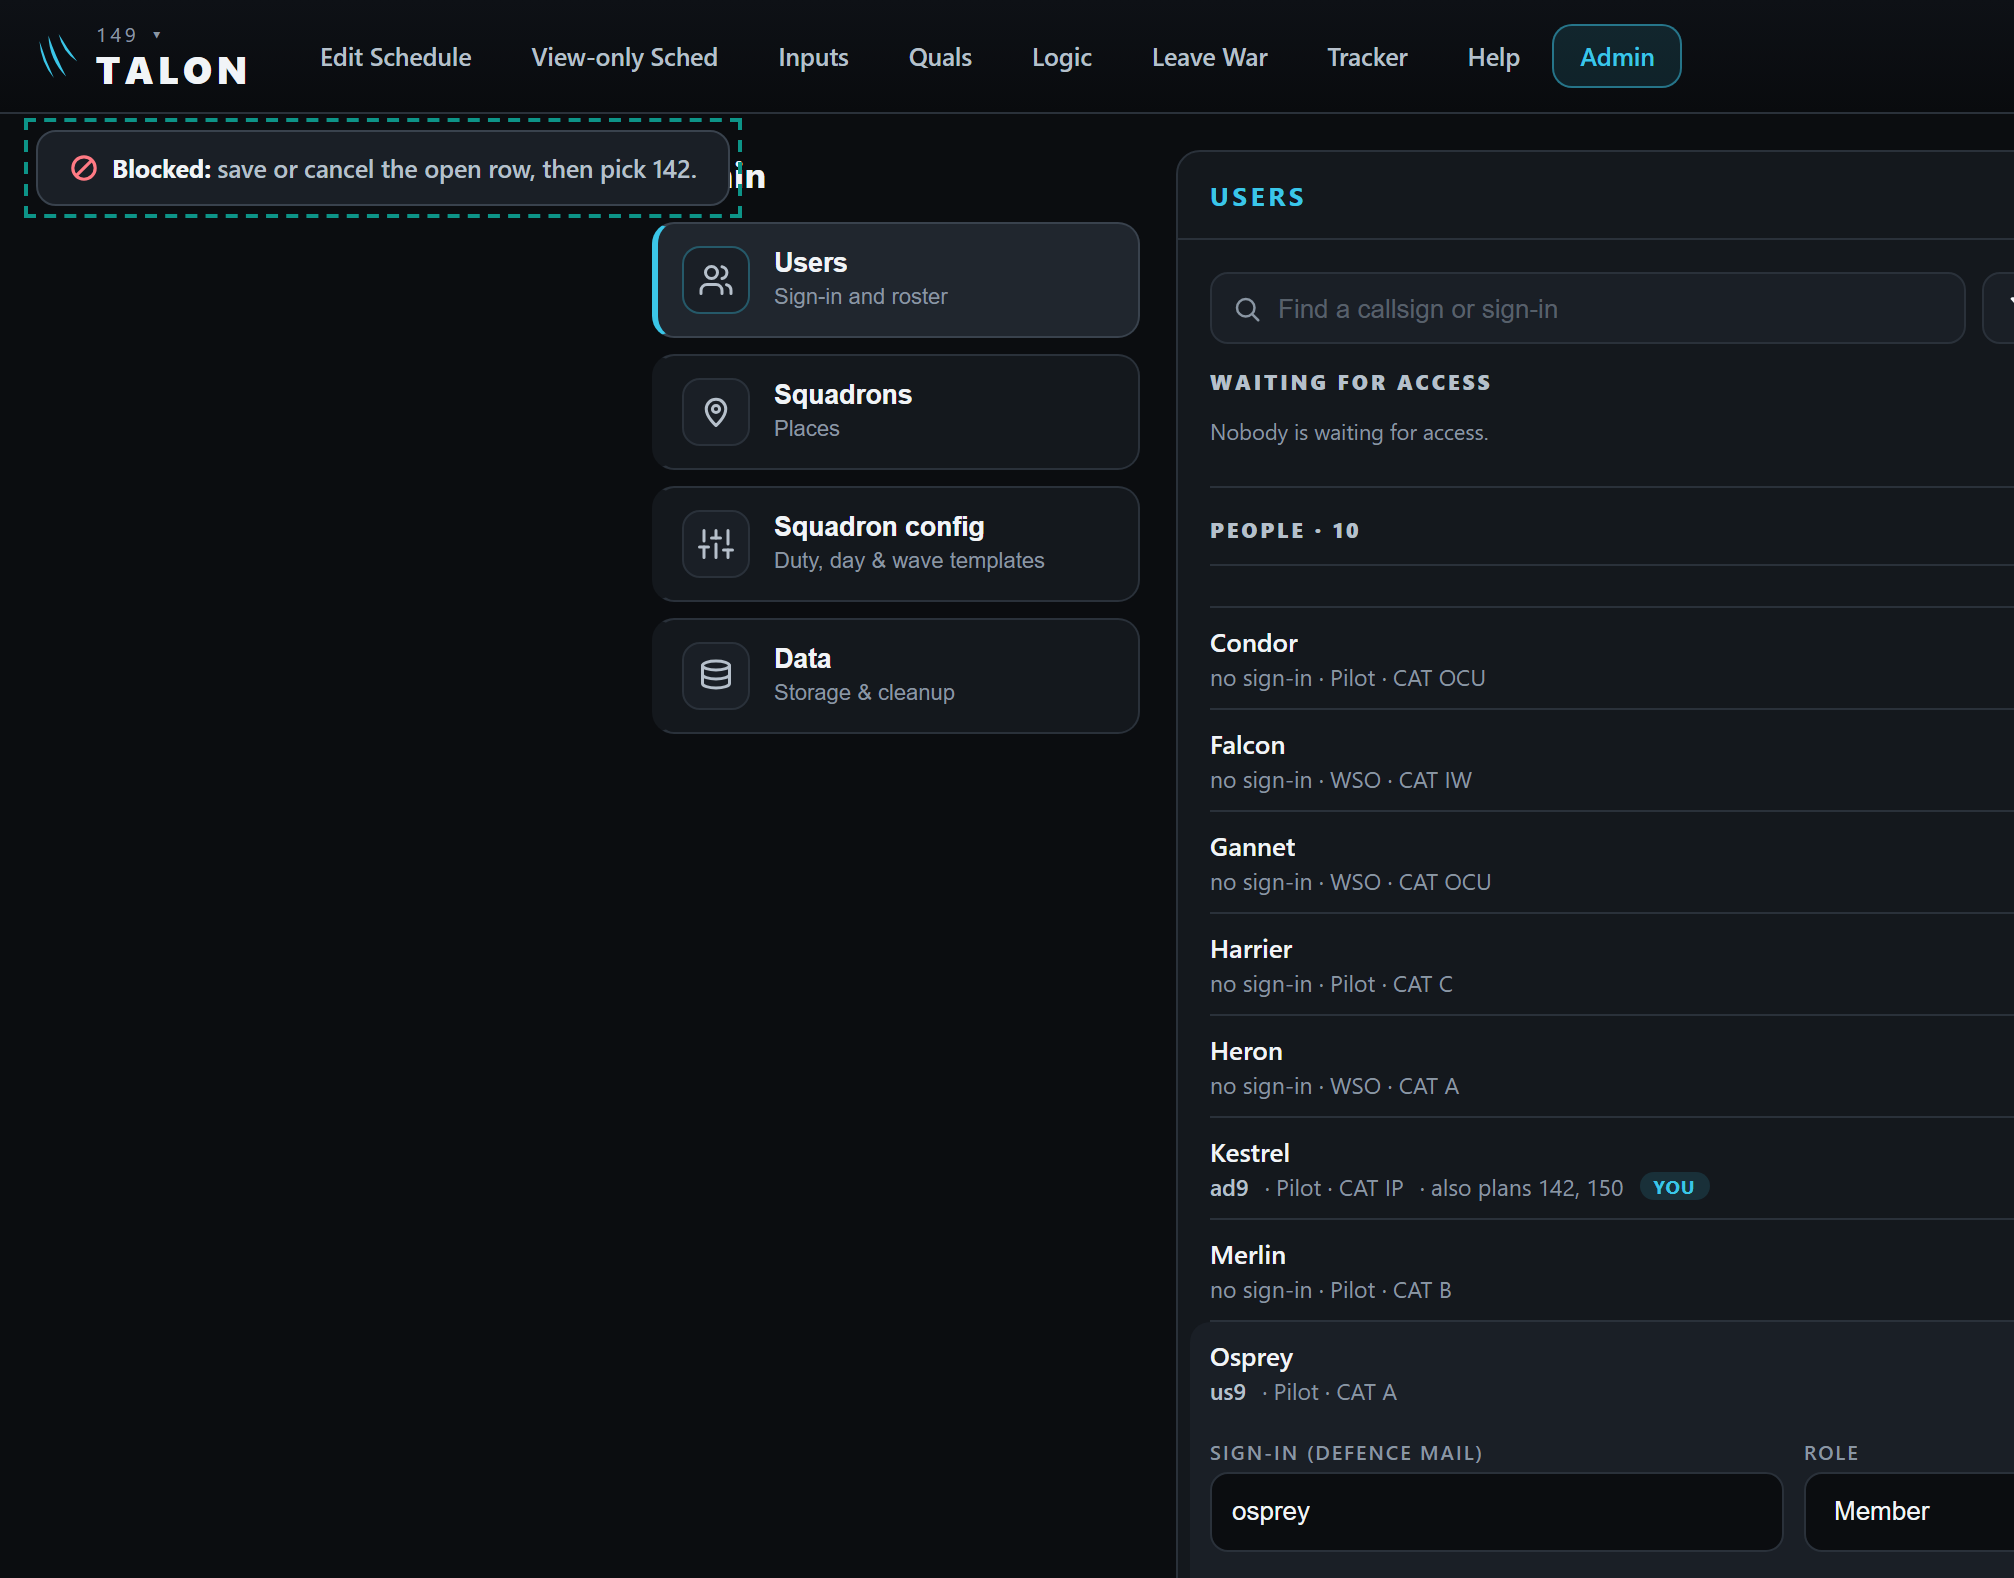 149 ▾
TALON
Edit Schedule
View-only Sched
Inputs
Quals
Logic
Leave War
Tracker
Help
Admin
Blocked: save or cancel the open row, then pick 142.
Users
Sign-in and roster
Squadrons
Places
Squadron config
Duty, day & wave templates
Data
Storage & cleanup
USERS
Find a callsign or sign-in
WAITING FOR ACCESS
Nobody is waiting for access.
PEOPLE · 10
Condor
no sign-in · Pilot · CAT OCU
Falcon
no sign-in · WSO · CAT IW
Gannet
no sign-in · WSO · CAT OCU
Harrier
no sign-in · Pilot · CAT C
Heron
no sign-in · WSO · CAT A
Kestrel
ad9 · Pilot · CAT IP · also plans 142, 150 YOU
Merlin
no sign-in · Pilot · CAT B
Osprey
us9 · Pilot · CAT A
SIGN-IN (DEFENCE MAIL)
osprey
ROLE
Member